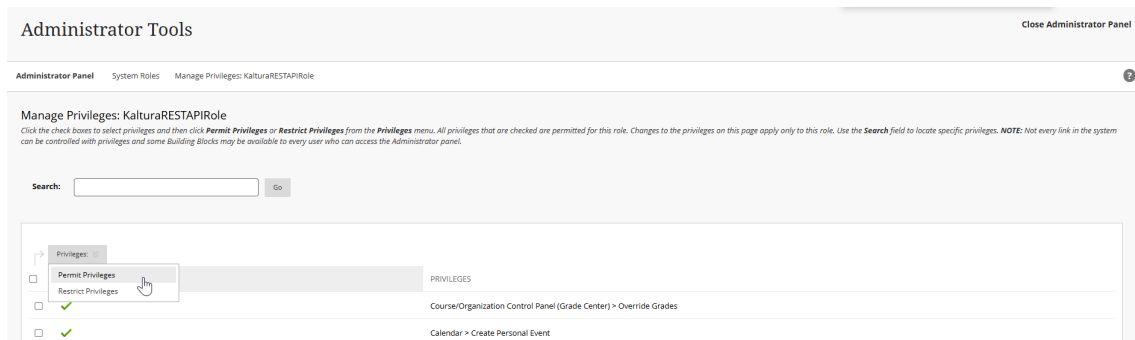 Administrator Tools
Close Administrator Panel
Administrator Panel System Roles Manage Privileges: KalturaRESTAPIRole
?
Manage Privileges: KalturaRESTAPIRole
Click the check boxes to select privileges and then click Permit Privileges or Restrict Privileges from the Privileges menu. All privileges that are checked are permitted for this role. Changes to the privileges on this page apply only to this role. Use the Search field to locate specific privileges. NOTE: Not every link in the system
can be controlled with privileges and some Building Blocks may be available to every user who can access the Administrator panel.
Search: Go
Privileges:
Permit Privileges
Restrict Privileges
PRIVILEGES
Course/Organization Control Panel (Grade Center) > Override Grades
Calendar > Create Personal Event